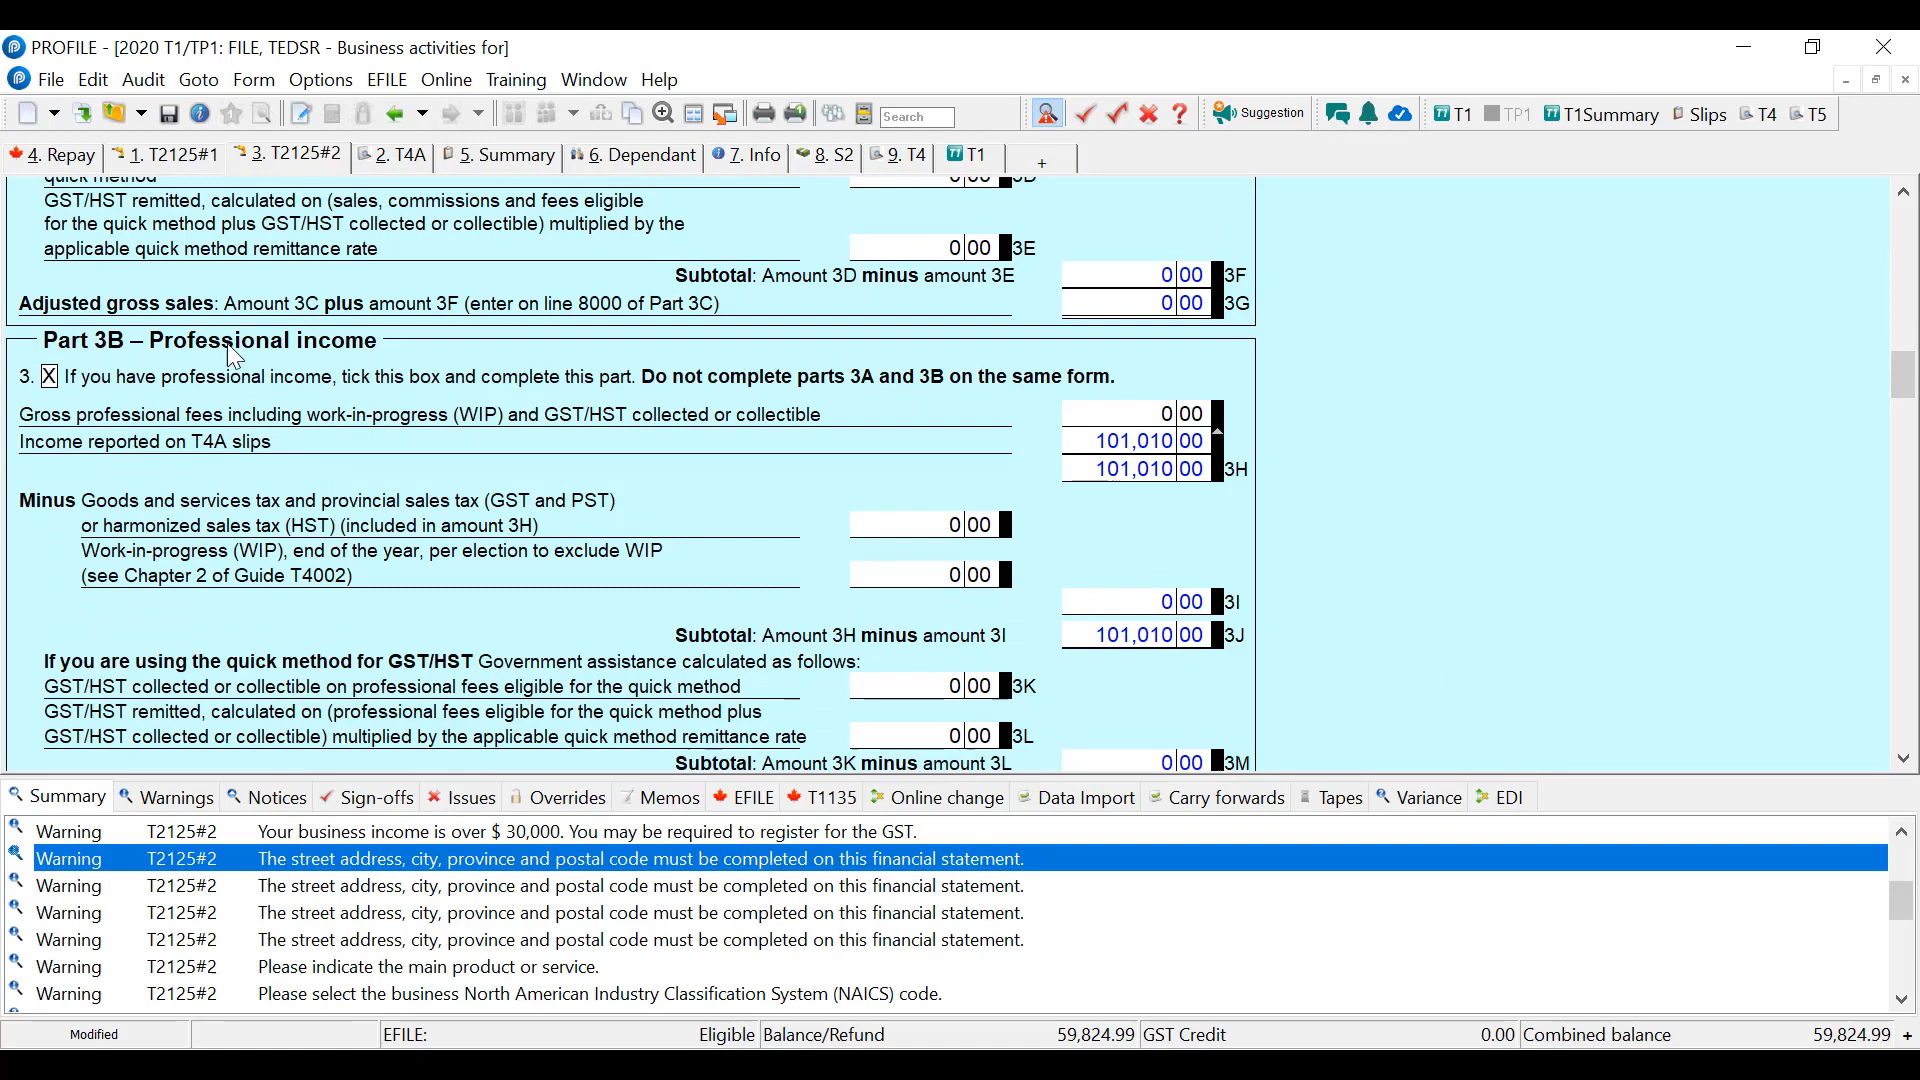 PROFILE - [2020 T1/TP1: FILE, TEDSR - Business activities for]
File Edit Audit Goto Form Options EFILE Online Training Window Help
Search Suggestion T1 TP1 T1Summary Slips T4 T5
4. Repay 1. T2125#1 3. T2125#2 2. T4A 5. Summary 6. Dependant 7. Info 8. S2 9. T4 T1 +
quick method 0 00 3D
GST/HST remitted, calculated on (sales, commissions and fees eligible
for the quick method plus GST/HST collected or collectible) multiplied by the
applicable quick method remittance rate 0 00 3E
Subtotal: Amount 3D minus amount 3E 0 00 3F
Adjusted gross sales: Amount 3C plus amount 3F (enter on line 8000 of Part 3C) 0 00 3G
Part 3B – Professional income
3. X If you have professional income, tick this box and complete this part. Do not complete parts 3A and 3B on the same form.
Gross professional fees including work-in-progress (WIP) and GST/HST collected or collectible 0 00
Income reported on T4A slips 101,010 00
101,010 00 3H
Minus Goods and services tax and provincial sales tax (GST and PST)
or harmonized sales tax (HST) (included in amount 3H) 0 00
Work-in-progress (WIP), end of the year, per election to exclude WIP
(see Chapter 2 of Guide T4002) 0 00
0 00 3I
Subtotal: Amount 3H minus amount 3I 101,010 00 3J
If you are using the quick method for GST/HST Government assistance calculated as follows:
GST/HST collected or collectible on professional fees eligible for the quick method 0 00 3K
GST/HST remitted, calculated on (professional fees eligible for the quick method plus
GST/HST collected or collectible) multiplied by the applicable quick method remittance rate 0 00 3L
Subtotal: Amount 3K minus amount 3L 0 00 3M
Summary Warnings Notices Sign-offs Issues Overrides Memos EFILE T1135 Online change Data Import Carry forwards Tapes Variance EDI
Warning T2125#2 Your business income is over $ 30,000. You may be required to register for the GST.
Warning T2125#2 The street address, city, province and postal code must be completed on this financial statement.
Warning T2125#2 The street address, city, province and postal code must be completed on this financial statement.
Warning T2125#2 The street address, city, province and postal code must be completed on this financial statement.
Warning T2125#2 The street address, city, province and postal code must be completed on this financial statement.
Warning T2125#2 Please indicate the main product or service.
Warning T2125#2 Please select the business North American Industry Classification System (NAICS) code.
Modified EFILE: Eligible Balance/Refund 59,824.99 GST Credit 0.00 Combined balance 59,824.99 +